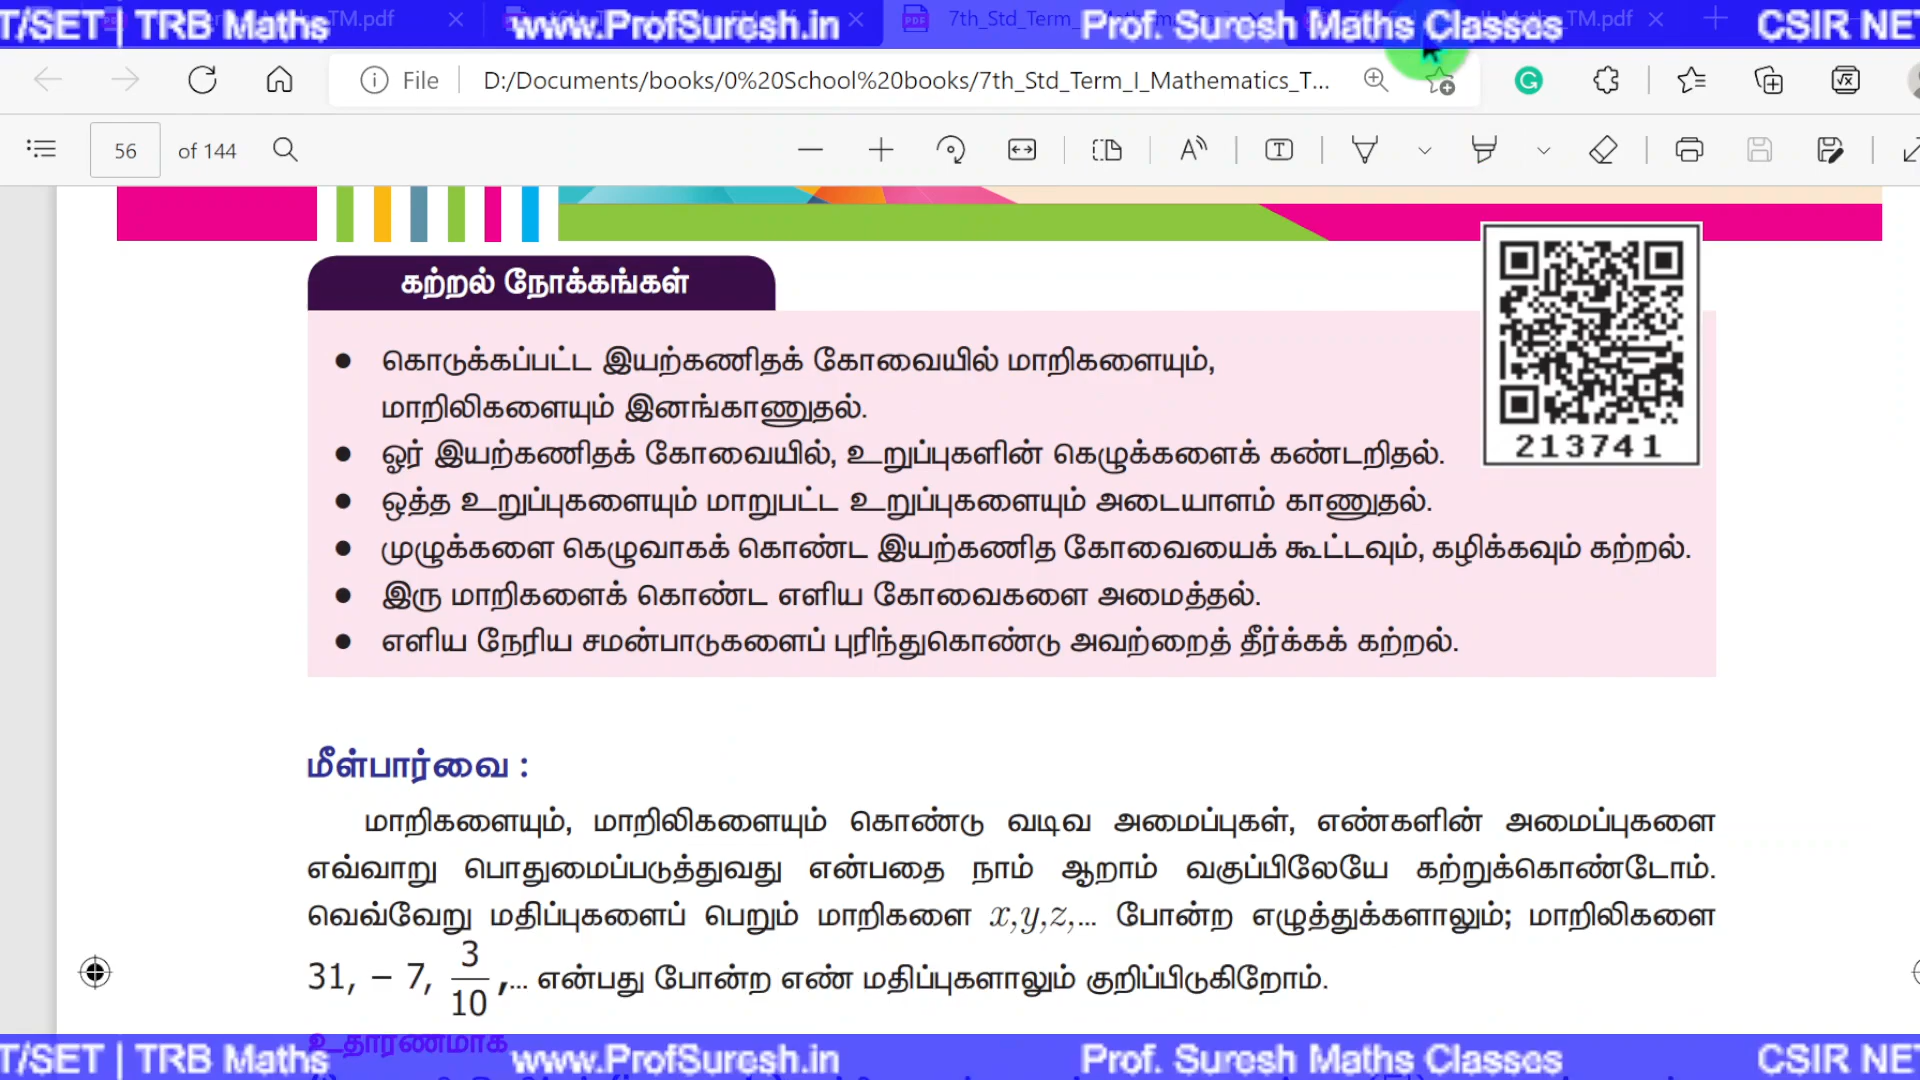 T/SET | TRB Maths www.ProfSuresh.in Prof. Suresh Maths Classes CSIR NE
7th_Std_Term_
TM.pdf
File D:/Documents/books/0%20School%20books/7th_Std_Term_I_Mathematics_T...
56 of 144
கற்றல் நோக்கங்கள்
● கொடுக்கப்பட்ட இயற்கணிதக் கோவையில் மாறிகளையும்,
மாறிலிகளையும் இனங்காணுதல்.
● ஓர் இயற்கணிதக் கோவையில், உறுப்புகளின் கெழுக்களைக் கண்டறிதல்.
● ஒத்த உறுப்புகளையும் மாறுபட்ட உறுப்புகளையும் அடையாளம் காணுதல்.
● முழுக்களை கெழுவாகக் கொண்ட இயற்கணித கோவையைக் கூட்டவும், கழிக்கவும் கற்றல்.
● இரு மாறிகளைக் கொண்ட எளிய கோவைகளை அமைத்தல்.
● எளிய நேரிய சமன்பாடுகளைப் புரிந்துகொண்டு அவற்றைத் தீர்க்கக் கற்றல்.
213741
மீள்பார்வை :
மாறிகளையும், மாறிலிகளையும் கொண்டு வடிவ அமைப்புகள், எண்களின் அமைப்புகளை
எவ்வாறு பொதுமைப்படுத்துவது என்பதை நாம் ஆறாம் வகுப்பிலேயே கற்றுக்கொண்டோம்.
வெவ்வேறு மதிப்புகளைப் பெறும் மாறிகளை x,y,z,... போன்ற எழுத்துக்களாலும்; மாறிலிகளை
31, – 7, 3/10 ,... என்பது போன்ற எண் மதிப்புகளாலும் குறிப்பிடுகிறோம்.
உதாரணமாக
T/SET | TRB Maths www.ProfSuresh.in Prof. Suresh Maths Classes CSIR NE